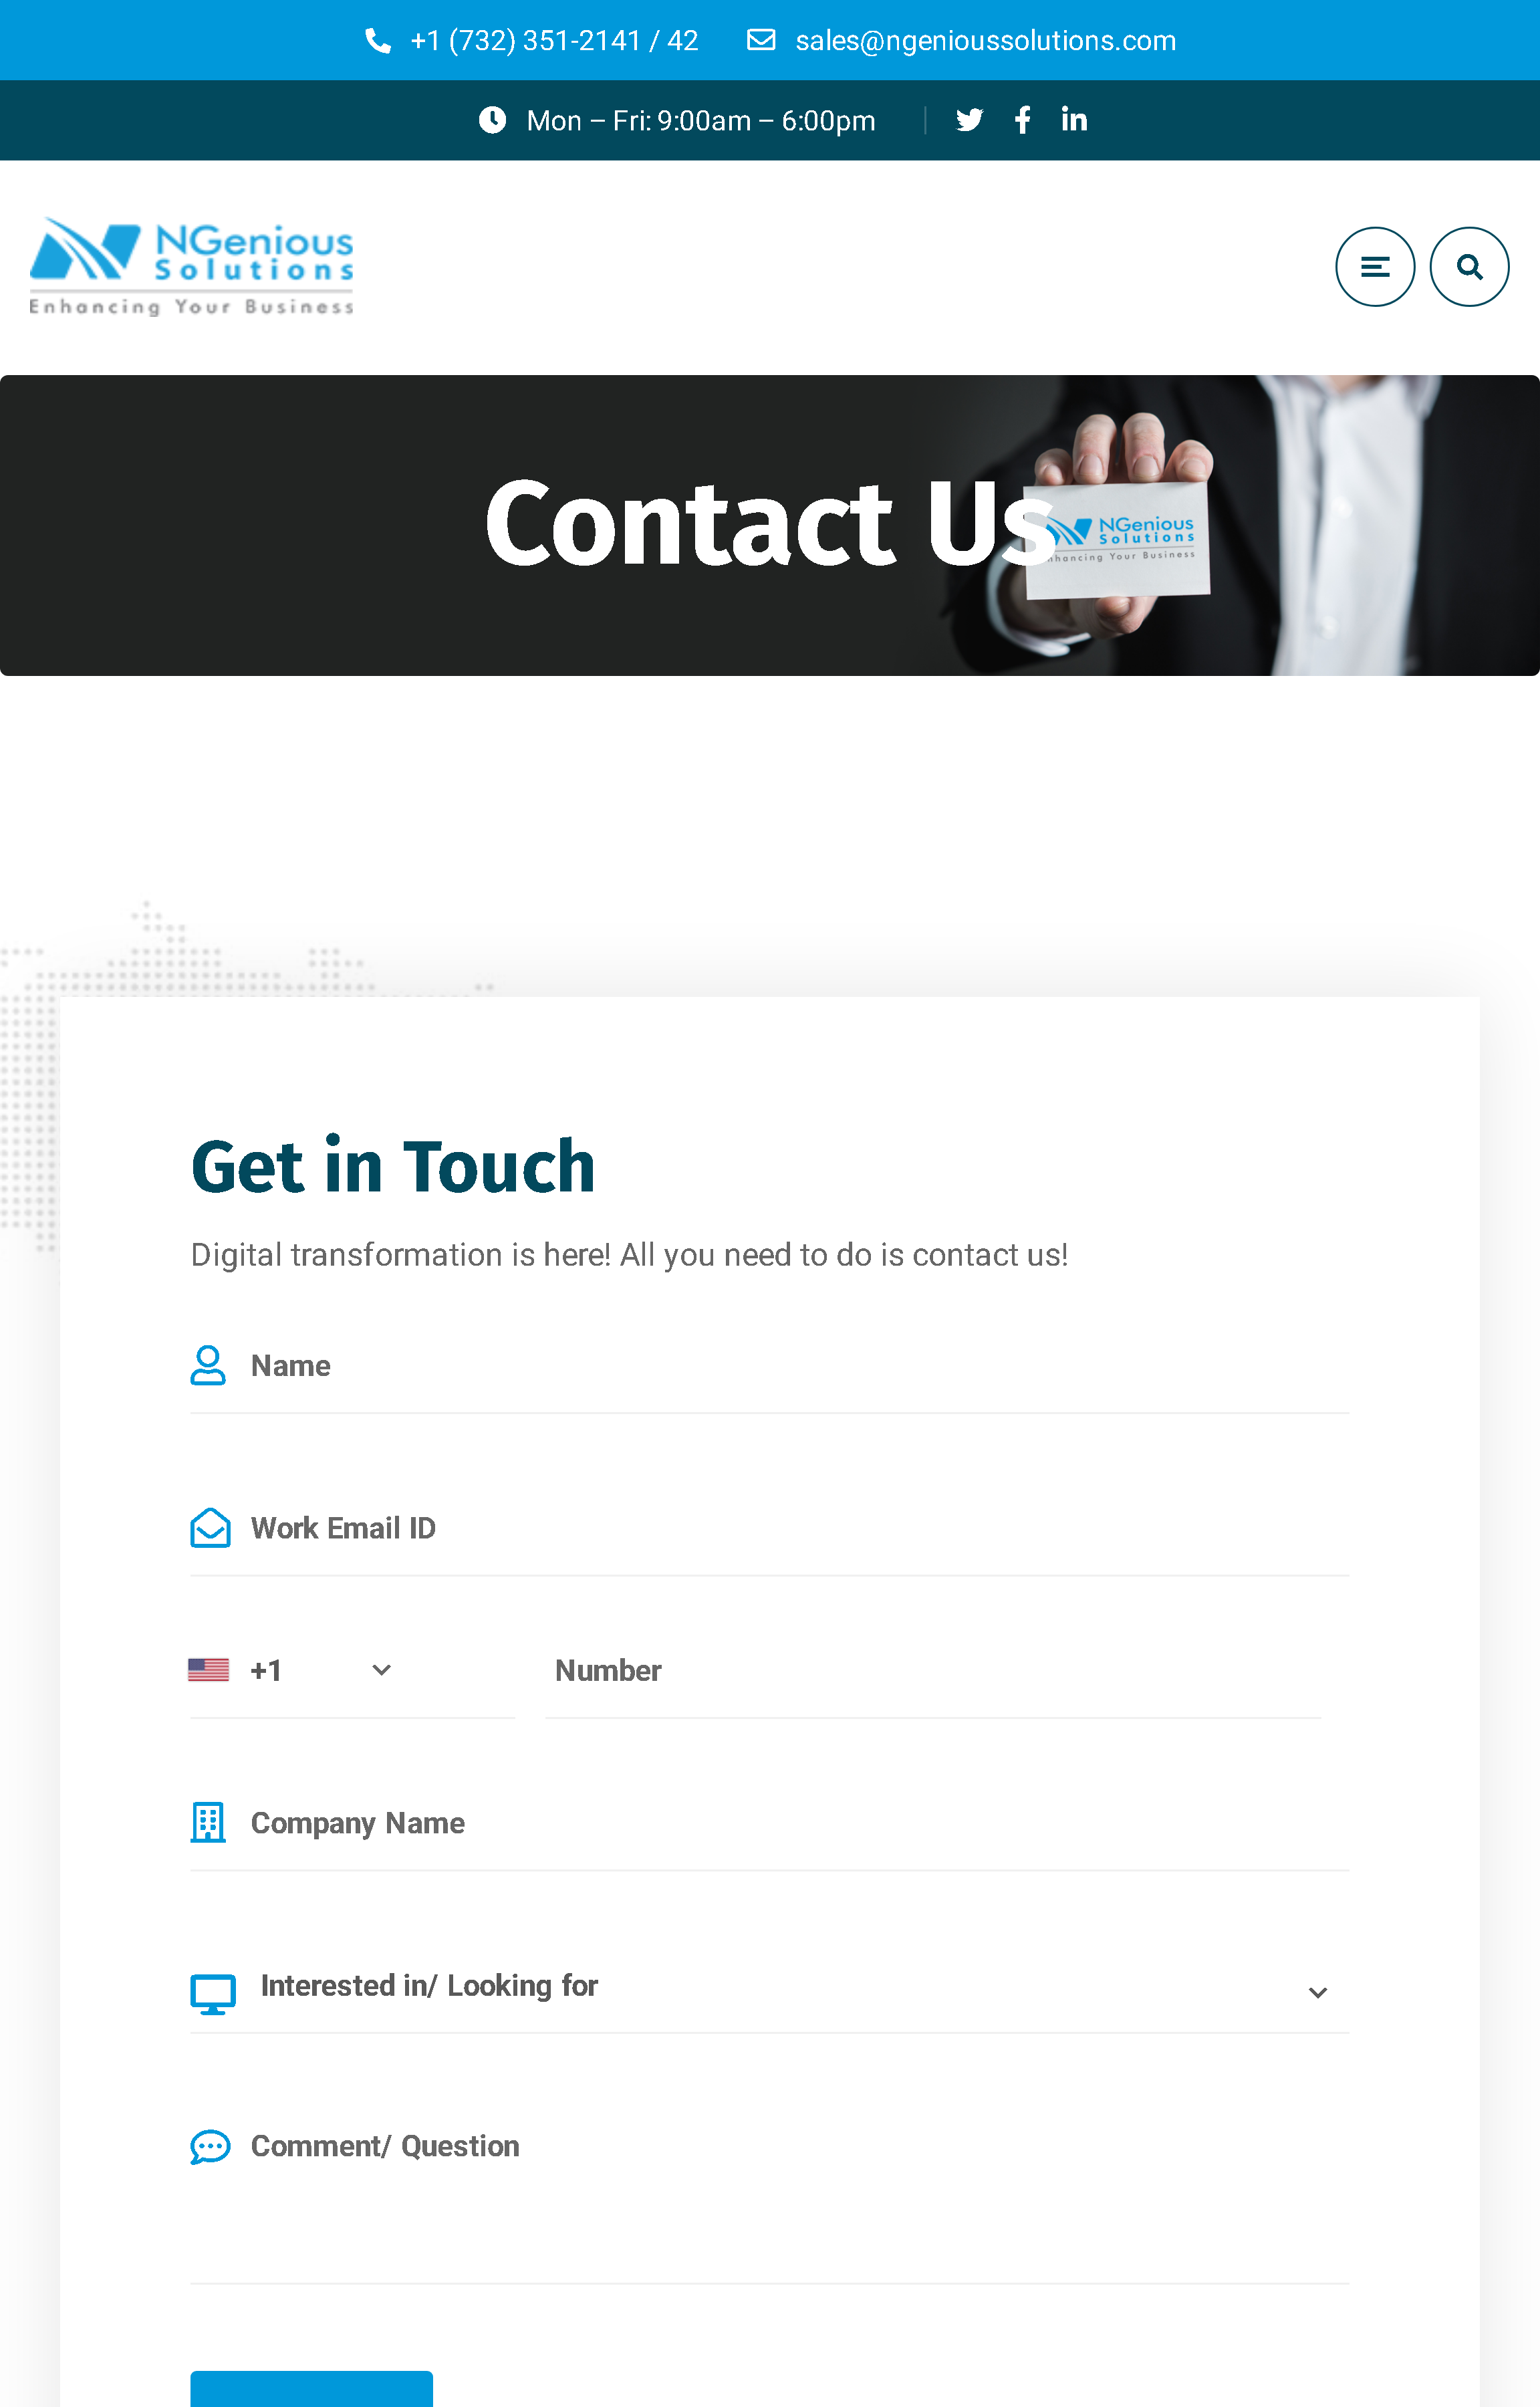 +1 (732) 351-2141 / 42 sales@ngenioussolutions.com
Mon – Fri: 9:00am – 6:00pm
NGenious
Solutions
Enhancing Your Business
Contact Us
NGenious
Solutions
Your Business
Get in Touch
Digital transformation is here! All you need to do is contact us!
Name
Work Email ID
+1 Number
Company Name
Interested in/ Looking for
Comment/ Question